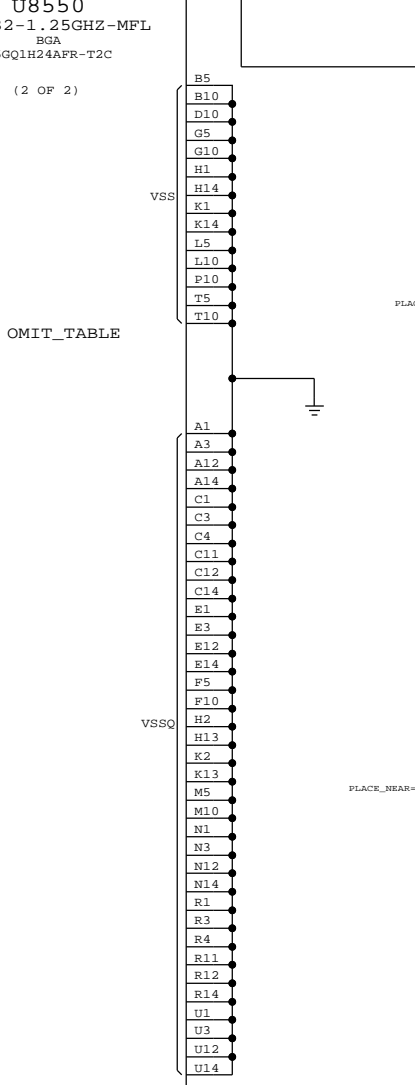 U8550
32-1.25GHZ-MFL
BGA
5GQ1H24AFR-T2C
(2 OF 2)
B5
B10
D10
G5
G10
H1
H14
VSS
K1
K14
L5
L10
P10
T5
T10
PLAC
OMIT_TABLE
A1
A3
A12
A14
C1
C3
C4
C11
C12
C14
E1
E3
E12
E14
F5
F10
H2
VSSQ
H13
K2
K13
M5
PLACE_NEAR=
M10
N1
N3
N12
N14
R1
R3
R4
R11
R12
R14
U1
U3
U12
U14